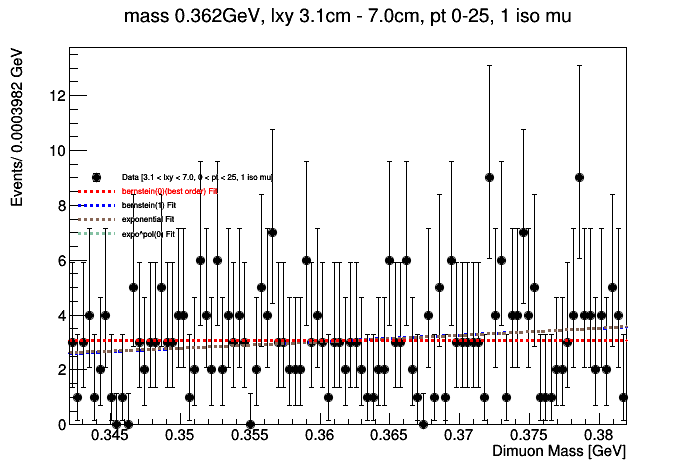 mass 0.362GeV, lxy 3.1cm - 7.0cm, pt 0-25, 1 iso mu
Events/ 0.0003982 GeV
12
10
8
6
4
2
0
Data [3.1 < lxy < 7.0, 0 < pt < 25, 1 iso mu]
bernstein(0)(best order) Fit
bernstein(1) Fit
exponential Fit
expo*pol(0) Fit
0.345 0.35 0.355 0.36 0.365 0.37 0.375 0.38
Dimuon Mass [GeV]